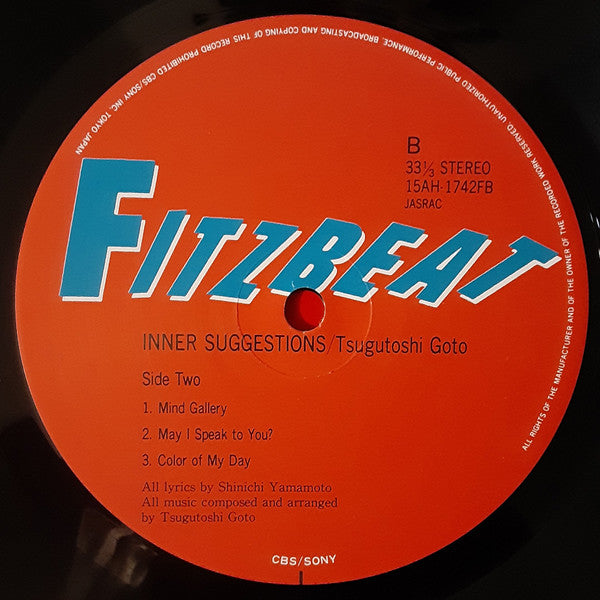 ALL RIGHTS OF THE MANUFACTURER AND OF THE OWNER OF THE RECORDED WORK RESERVED. UNAUTHORIZED PUBLIC PERFORMANCE, BROADCASTING AND COPYING OF THIS RECORD PROHIBITED CBS/SONY INC. TOKYO JAPAN
B
33⅓ STEREO
15AH-1742FB
JASRAC
FITZBEAT
INNER SUGGESTIONS/Tsugutoshi Goto
Side Two
1. Mind Gallery
2. May I Speak to You?
3. Color of My Day
All lyrics by Shinichi Yamamoto
All music composed and arranged
by Tsugutoshi Goto
CBS/SONY